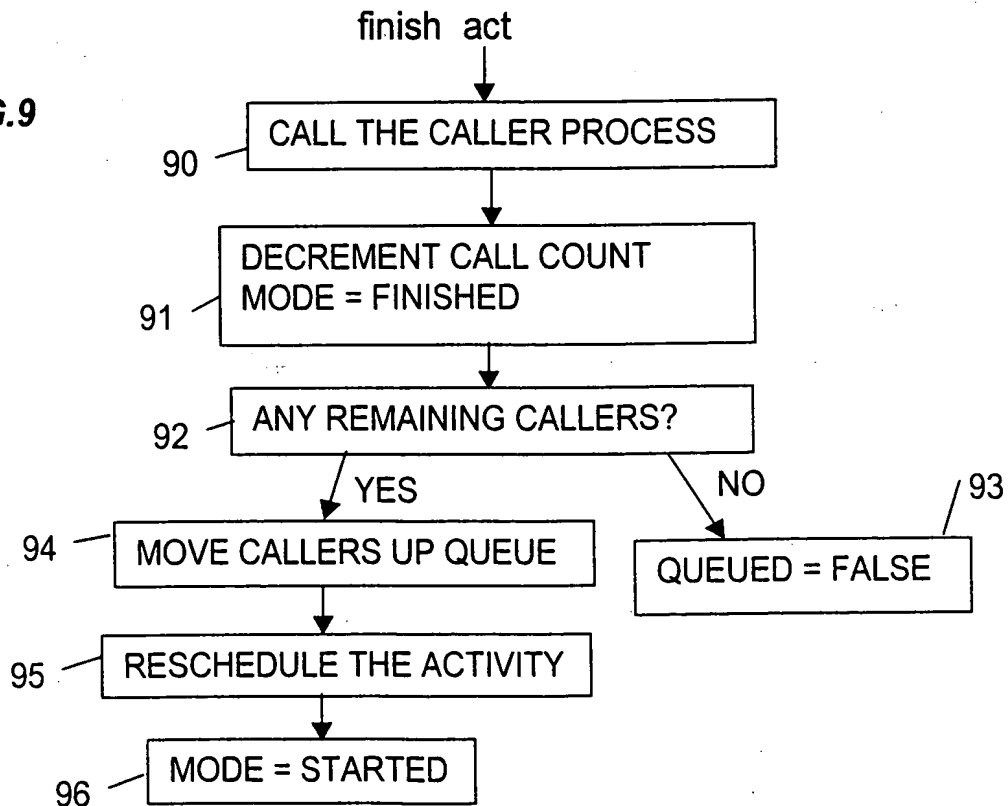 finish act
G.9
CALL THE CALLER PROCESS
90
DECREMENT CALL COUNT
MODE = FINISHED
91
ANY REMAINING CALLERS?
92
YES
NO
93
94
MOVE CALLERS UP QUEUE
QUEUED = FALSE
95
RESCHEDULE THE ACTIVITY
96
MODE = STARTED